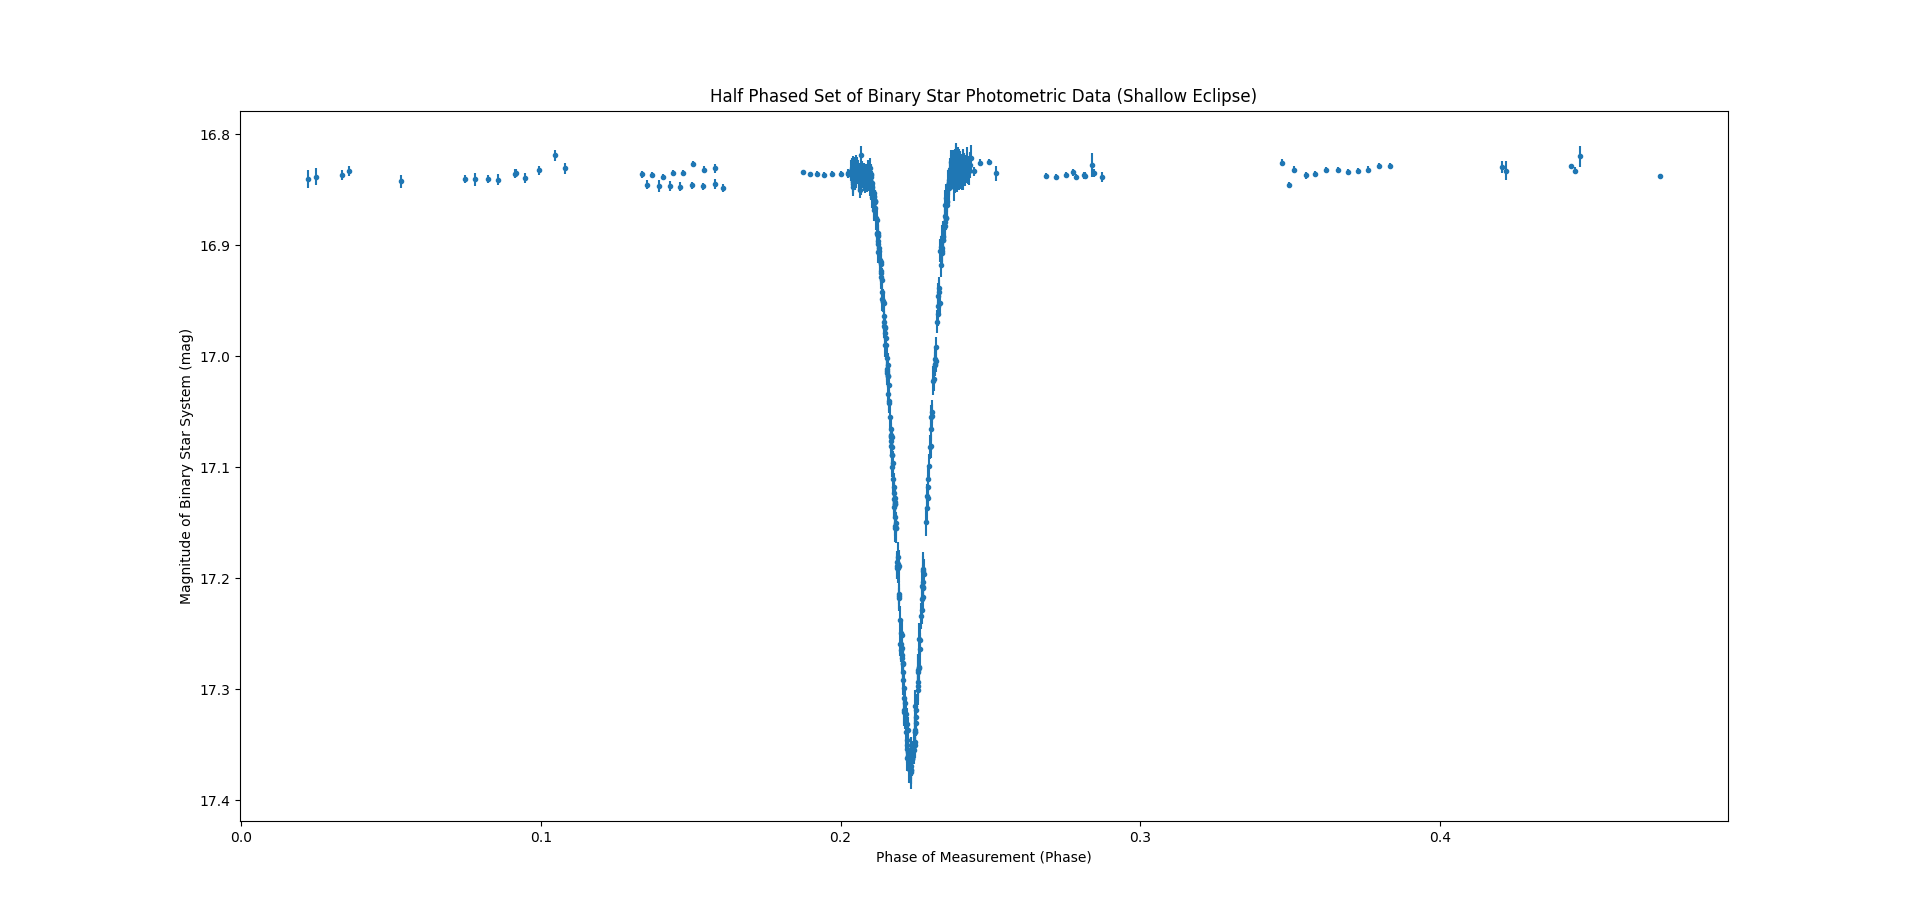 Half Phased Set of Binary Star Photometric Data (Shallow Eclipse)
Magnitude of Binary Star System (mag)
16.8
16.9
17.0
17.1
17.2
17.3
17.4
0.0 0.1 0.2 0.3 0.4
Phase of Measurement (Phase)